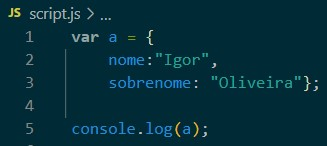 JS script.js > ...
1 var a = {
2 nome:"Igor",
3 sobrenome: "Oliveira"};
4
5 console.log(a);